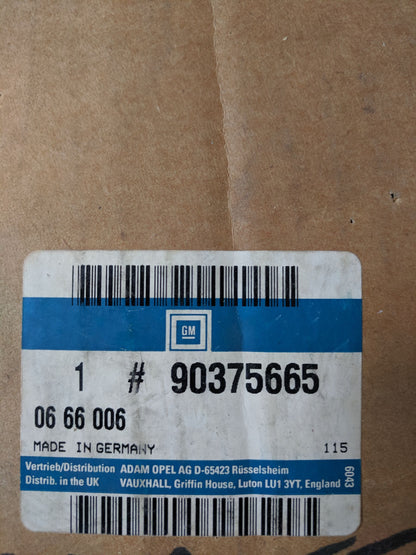 GM
1 # 90375665
06 66 006
MADE IN GERMANY 115
Vertrieb/Distribution ADAM OPEL AG D-65423 Rüsselsheim
Distrib. in the UK VAUXHALL, Griffin House, Luton LU1 3YT, England
6043